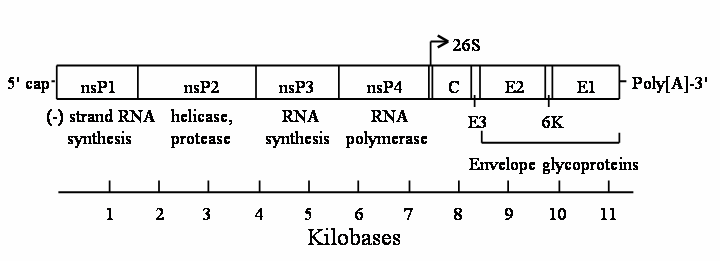 26S
5' cap nsP1 nsP2 nsP3 nsP4 C E2 E1 Poly[A]-3'
(-) strand RNA helicase, RNA RNA E3 6K
synthesis protease synthesis polymerase
Envelope glycoproteins
1 2 3 4 5 6 7 8 9 10 11
Kilobases